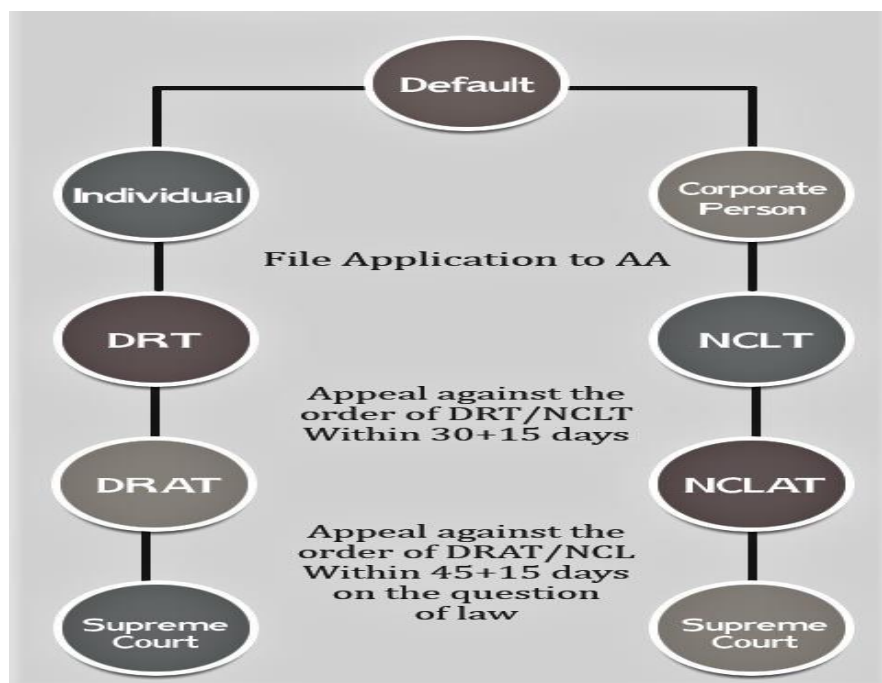 Default
Individual
Corporate
Person
File Application to AA
DRT
NCLT
Appeal against the
order of DRT/NCLT
Within 30+15 days
DRAT
NCLAT
Appeal against the
order of DRAT/NCL
Within 45+15 days
on the question
of law
Supreme
Court
Supreme
Court